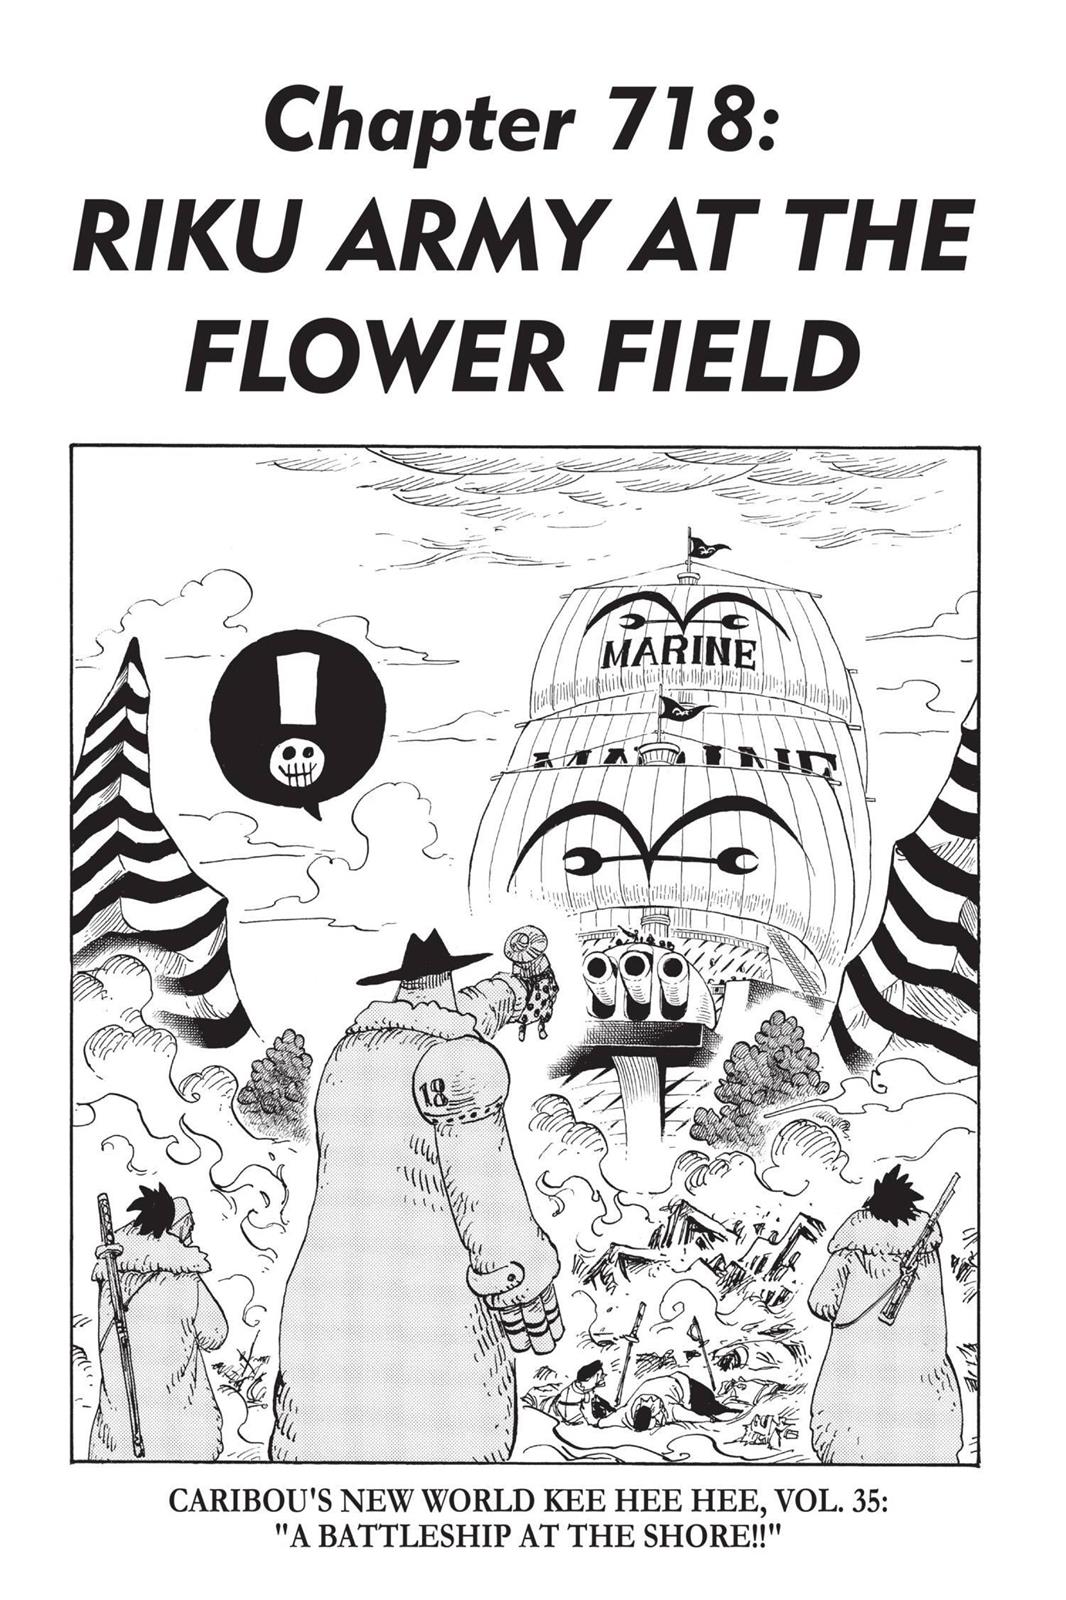 Chapter 718:
RIKU ARMY AT THE
FLOWER FIELD
!
MARINE
MARINE
18
CARIBOU'S NEW WORLD KEE HEE HEE, VOL. 35:
"A BATTLESHIP AT THE SHORE!!"